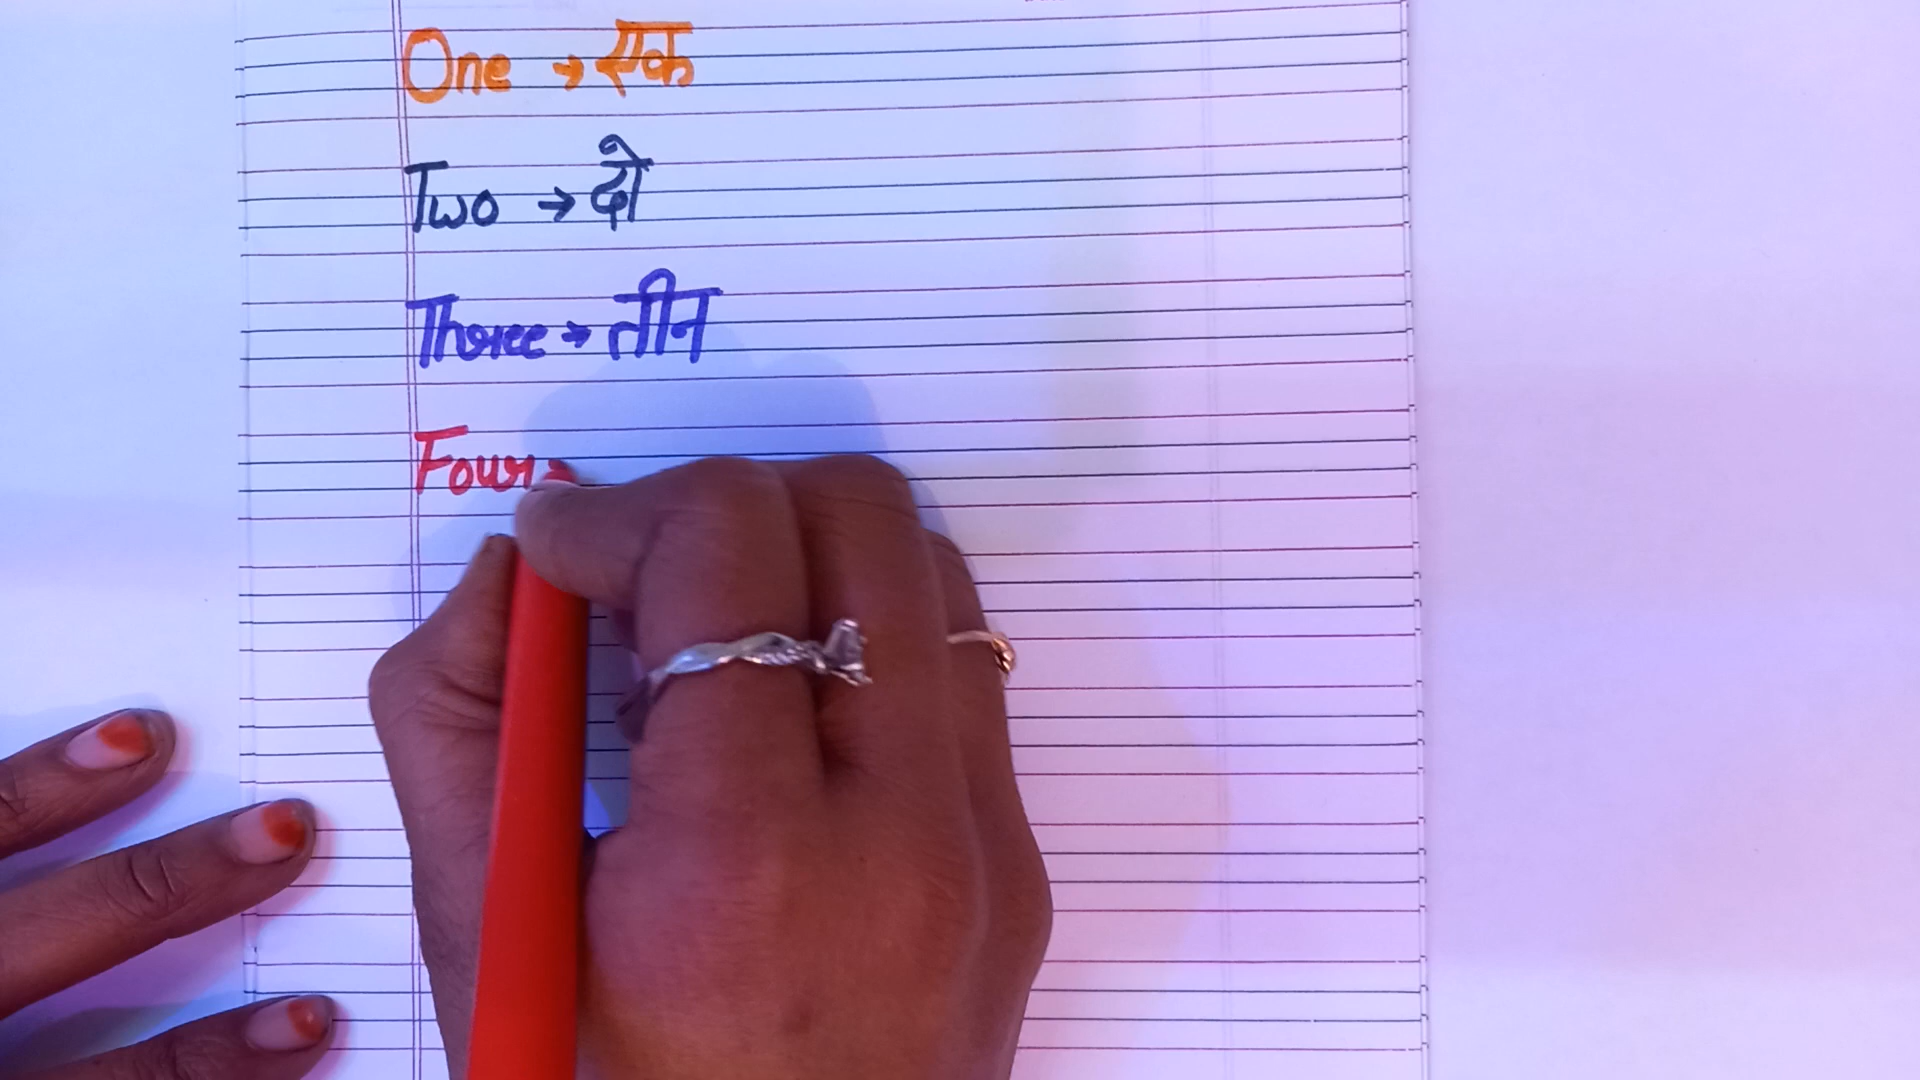 One → एक
Two → दो
Three → तीन
Four